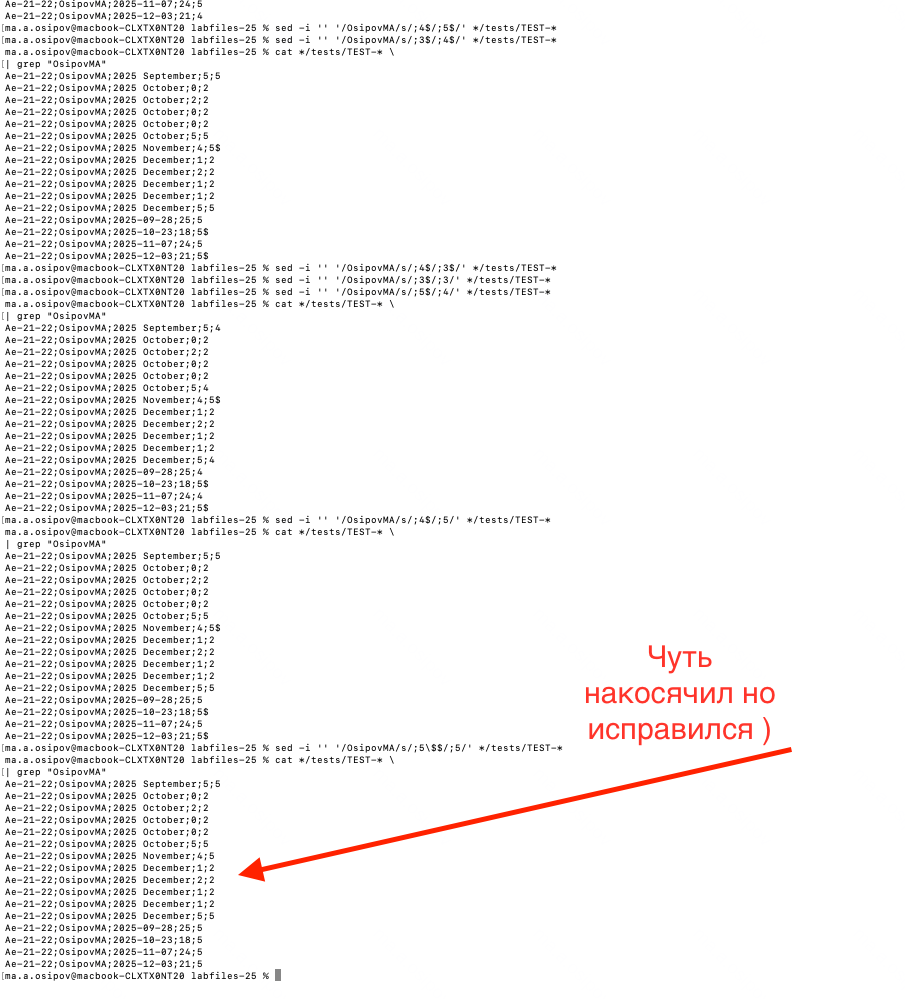 Ae-21-22;OsipovMA;2025-11-07;24;5
Ae-21-22;OsipovMA;2025-12-03;21;4
[ma.a.osipov@macbook-CLXTX0NT20 labfiles-25 % sed -i '' '/OsipovMA/s/;4$/;5$/' */tests/TEST-*
[ma.a.osipov@macbook-CLXTX0NT20 labfiles-25 % sed -i '' '/OsipovMA/s/;3$/;4$/' */tests/TEST-*
ma.a.osipov@macbook-CLXTX0NT20 labfiles-25 % cat */tests/TEST-* \
[| grep "OsipovMA"
Ae-21-22;OsipovMA;2025 September;5;5
Ae-21-22;OsipovMA;2025 October;0;2
Ae-21-22;OsipovMA;2025 October;2;2
Ae-21-22;OsipovMA;2025 October;0;2
Ae-21-22;OsipovMA;2025 October;0;2
Ae-21-22;OsipovMA;2025 October;5;5
Ae-21-22;OsipovMA;2025 November;4;5$
Ae-21-22;OsipovMA;2025 December;1;2
Ae-21-22;OsipovMA;2025 December;2;2
Ae-21-22;OsipovMA;2025 December;1;2
Ae-21-22;OsipovMA;2025 December;1;2
Ae-21-22;OsipovMA;2025 December;5;5
Ae-21-22;OsipovMA;2025-09-28;25;5
Ae-21-22;OsipovMA;2025-10-23;18;5$
Ae-21-22;OsipovMA;2025-11-07;24;5
Ae-21-22;OsipovMA;2025-12-03;21;5$
[ma.a.osipov@macbook-CLXTX0NT20 labfiles-25 % sed -i '' '/OsipovMA/s/;4$/;3$/' */tests/TEST-*
[ma.a.osipov@macbook-CLXTX0NT20 labfiles-25 % sed -i '' '/OsipovMA/s/;3$/;3/' */tests/TEST-*
[ma.a.osipov@macbook-CLXTX0NT20 labfiles-25 % sed -i '' '/OsipovMA/s/;5$/;4/' */tests/TEST-*
ma.a.osipov@macbook-CLXTX0NT20 labfiles-25 % cat */tests/TEST-* \
[| grep "OsipovMA"
Ae-21-22;OsipovMA;2025 September;5;4
Ae-21-22;OsipovMA;2025 October;0;2
Ae-21-22;OsipovMA;2025 October;2;2
Ae-21-22;OsipovMA;2025 October;0;2
Ae-21-22;OsipovMA;2025 October;0;2
Ae-21-22;OsipovMA;2025 October;5;4
Ae-21-22;OsipovMA;2025 November;4;5$
Ae-21-22;OsipovMA;2025 December;1;2
Ae-21-22;OsipovMA;2025 December;2;2
Ae-21-22;OsipovMA;2025 December;1;2
Ae-21-22;OsipovMA;2025 December;1;2
Ae-21-22;OsipovMA;2025 December;5;4
Ae-21-22;OsipovMA;2025-09-28;25;4
Ae-21-22;OsipovMA;2025-10-23;18;5$
Ae-21-22;OsipovMA;2025-11-07;24;4
Ae-21-22;OsipovMA;2025-12-03;21;5$
[ma.a.osipov@macbook-CLXTX0NT20 labfiles-25 % sed -i '' '/OsipovMA/s/;4$/;5/' */tests/TEST-*
ma.a.osipov@macbook-CLXTX0NT20 labfiles-25 % cat */tests/TEST-* \
| grep "OsipovMA"
Ae-21-22;OsipovMA;2025 September;5;5
Ae-21-22;OsipovMA;2025 October;0;2
Ae-21-22;OsipovMA;2025 October;2;2
Ae-21-22;OsipovMA;2025 October;0;2
Ae-21-22;OsipovMA;2025 October;0;2
Ae-21-22;OsipovMA;2025 October;5;5
Ae-21-22;OsipovMA;2025 November;4;5$
Ae-21-22;OsipovMA;2025 December;1;2
Ae-21-22;OsipovMA;2025 December;2;2
Ae-21-22;OsipovMA;2025 December;1;2
Ae-21-22;OsipovMA;2025 December;1;2
Ae-21-22;OsipovMA;2025 December;5;5
Ae-21-22;OsipovMA;2025-09-28;25;5
Ae-21-22;OsipovMA;2025-10-23;18;5$
Ae-21-22;OsipovMA;2025-11-07;24;5
Ae-21-22;OsipovMA;2025-12-03;21;5$
Чуть
накосячил но
исправился )
[ma.a.osipov@macbook-CLXTX0NT20 labfiles-25 % sed -i '' '/OsipovMA/s/;5\$$/;5/' */tests/TEST-*
ma.a.osipov@macbook-CLXTX0NT20 labfiles-25 % cat */tests/TEST-* \
[| grep "OsipovMA"
Ae-21-22;OsipovMA;2025 September;5;5
Ae-21-22;OsipovMA;2025 October;0;2
Ae-21-22;OsipovMA;2025 October;2;2
Ae-21-22;OsipovMA;2025 October;0;2
Ae-21-22;OsipovMA;2025 October;0;2
Ae-21-22;OsipovMA;2025 October;5;5
Ae-21-22;OsipovMA;2025 November;4;5
Ae-21-22;OsipovMA;2025 December;1;2
Ae-21-22;OsipovMA;2025 December;2;2
Ae-21-22;OsipovMA;2025 December;1;2
Ae-21-22;OsipovMA;2025 December;1;2
Ae-21-22;OsipovMA;2025 December;5;5
Ae-21-22;OsipovMA;2025-09-28;25;5
Ae-21-22;OsipovMA;2025-10-23;18;5
Ae-21-22;OsipovMA;2025-11-07;24;5
Ae-21-22;OsipovMA;2025-12-03;21;5
[ma.a.osipov@macbook-CLXTX0NT20 labfiles-25 %